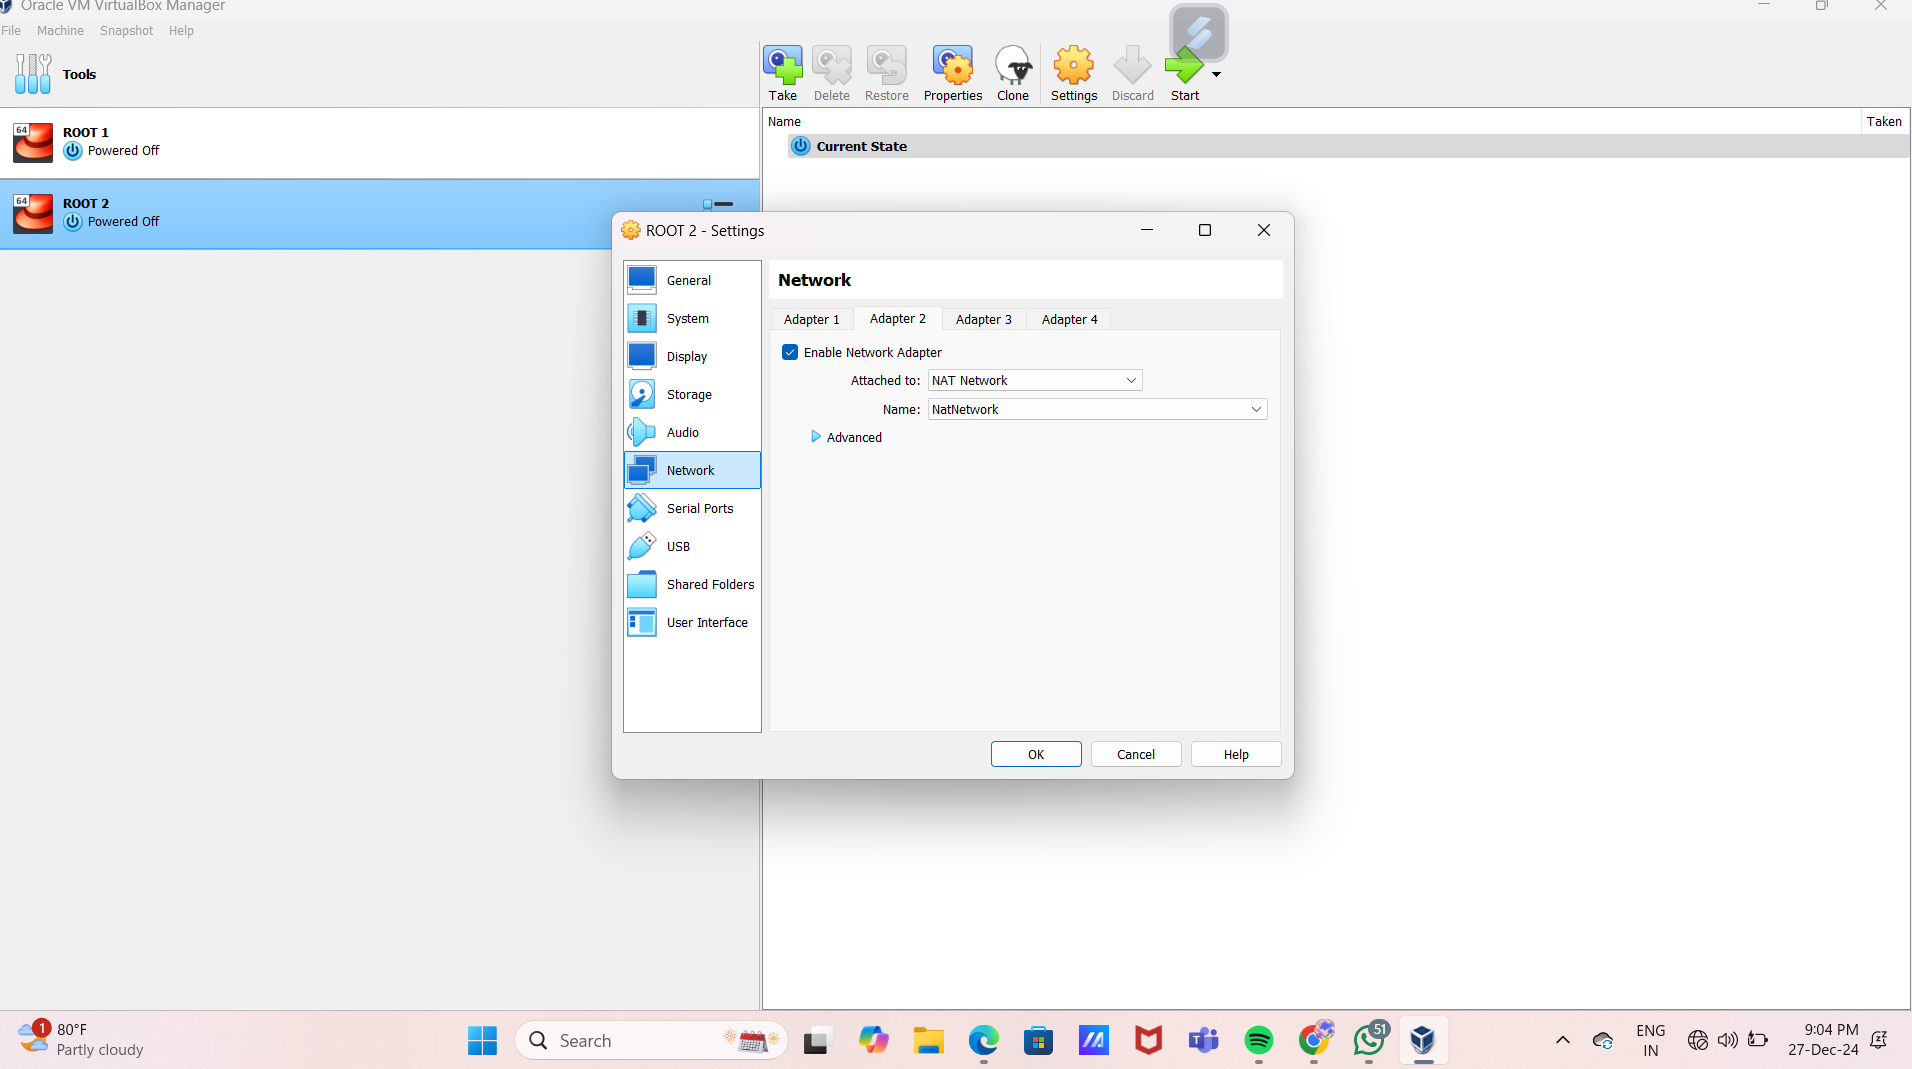 Oracle VM VirtualBox Manager
File Machine Snapshot Help
Tools
Take Delete Restore Properties Clone Settings Discard Start
64 ROOT 1
Powered Off
64 ROOT 2
Powered Off
Name Taken
Current State
ROOT 2 - Settings
General
System
Display
Storage
Audio
Network
Serial Ports
USB
Shared Folders
User Interface
Network
Adapter 1 Adapter 2 Adapter 3 Adapter 4
Enable Network Adapter
Attached to: NAT Network
Name: NatNetwork
Advanced
OK Cancel Help
1 80°F
Partly cloudy
Search
51
ENG
IN
9:04 PM
27-Dec-24